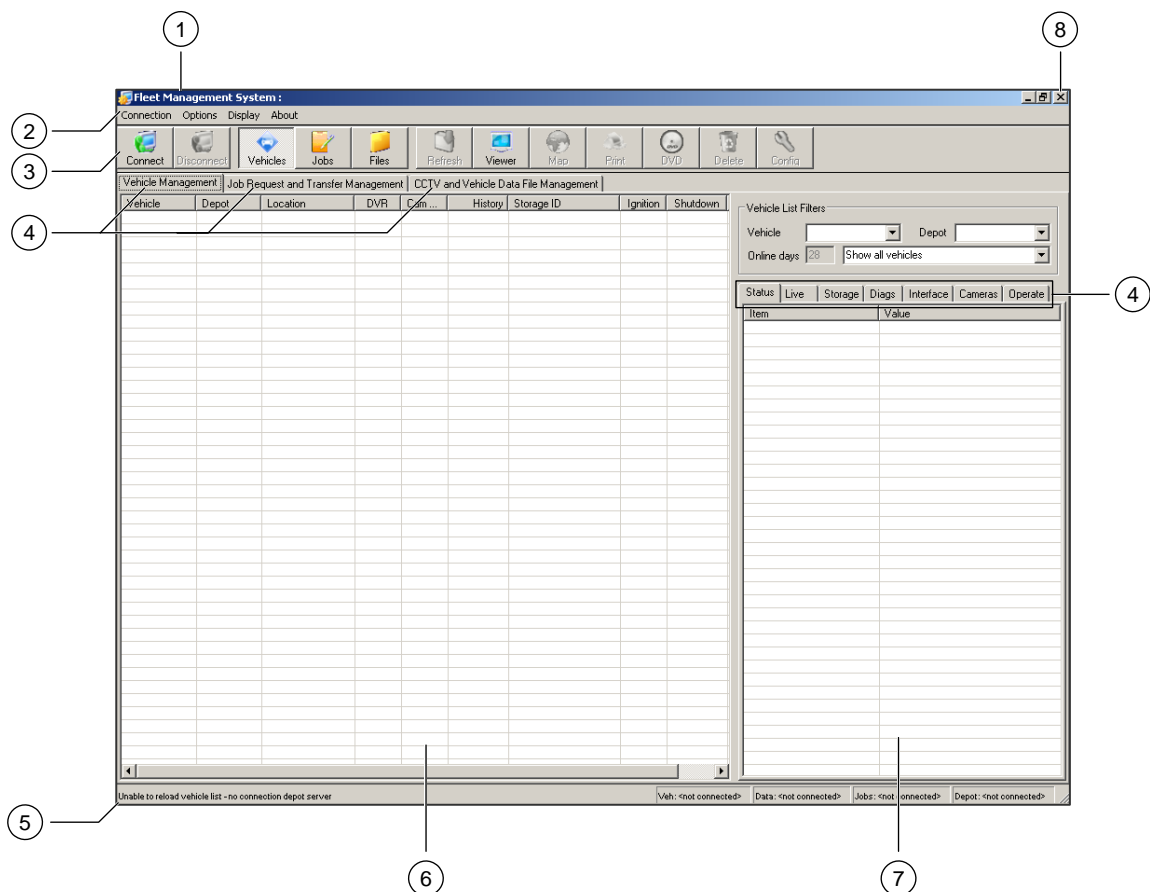 1
8
Fleet Management System :
2
Connection Options Display About
3
Connect Disconnect Vehicles Jobs Files Refresh Viewer Map Print DVD Delete Config
Vehicle Management Job Request and Transfer Management CCTV and Vehicle Data File Management
4
Vehicle Depot Location DVR Cam ... History Storage ID Ignition Shutdown
Vehicle List Filters
Vehicle Depot
Online days 28 Show all vehicles
Status Live Storage Diags Interface Cameras Operate
4
Item Value
Unable to reload vehicle list - no connection depot server
Veh: <not connected> Data: <not connected> Jobs: <not connected> Depot: <not connected>
5
6
7